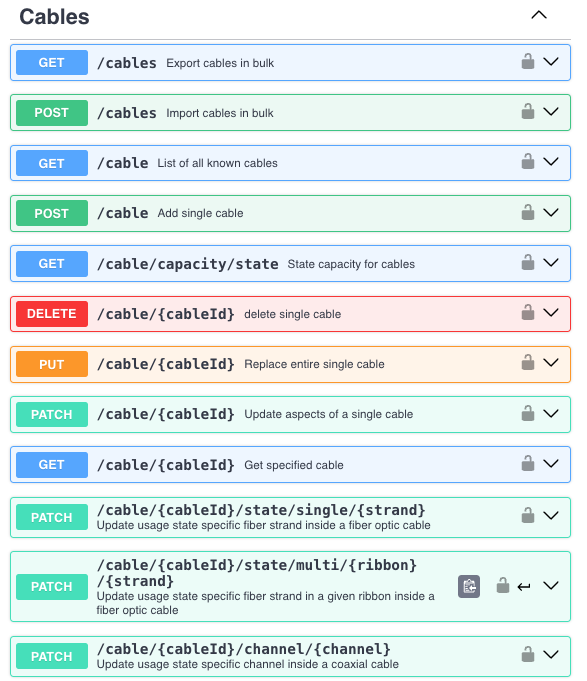 Cables
GET /cables Export cables in bulk
POST /cables Import cables in bulk
GET /cable List of all known cables
POST /cable Add single cable
GET /cable/capacity/state State capacity for cables
DELETE /cable/{cableId} delete single cable
PUT /cable/{cableId} Replace entire single cable
PATCH /cable/{cableId} Update aspects of a single cable
GET /cable/{cableId} Get specified cable
PATCH /cable/{cableId}/state/single/{strand}
Update usage state specific fiber strand inside a fiber optic cable
/cable/{cableId}/state/multi/{ribbon}
PATCH /{strand}
Update usage state specific fiber strand in a given ribbon inside a
fiber optic cable
PATCH /cable/{cableId}/channel/{channel}
Update usage state specific channel inside a coaxial cable